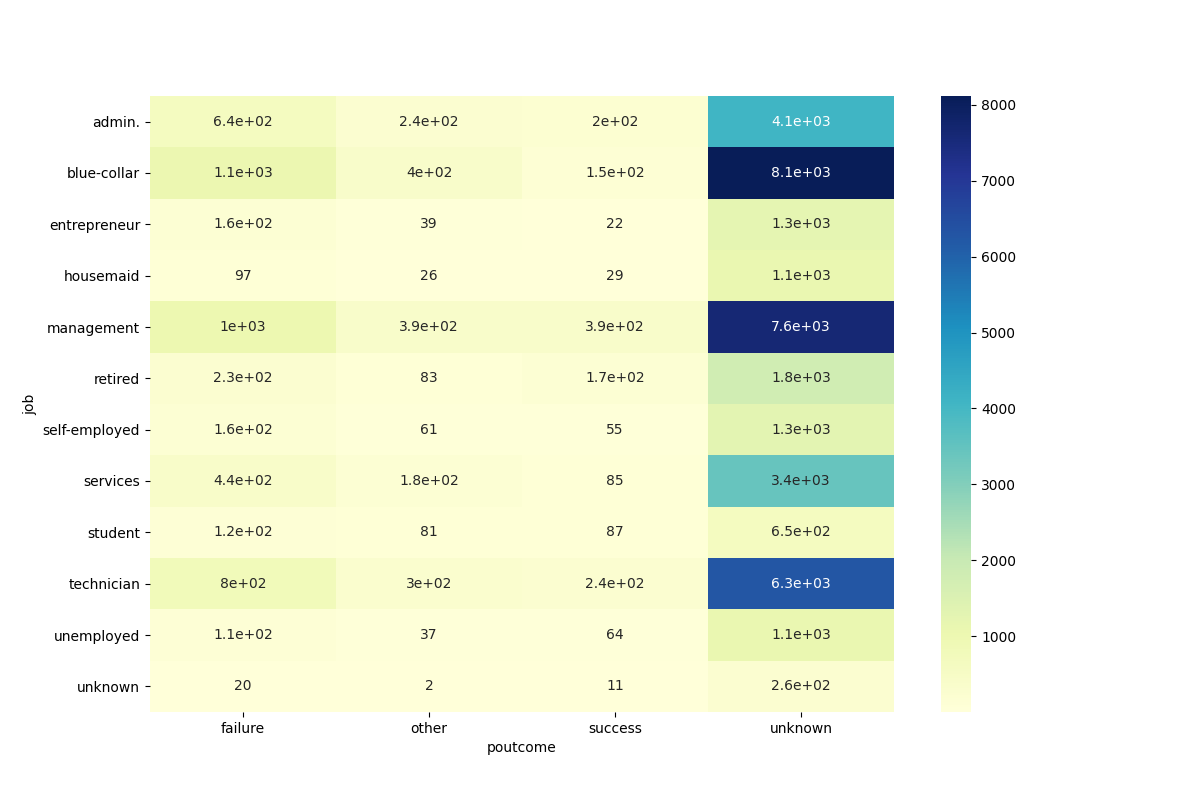 admin. 6.4e+02 2.4e+02 2e+02 4.1e+03
blue-collar 1.1e+03 4e+02 1.5e+02 8.1e+03
entrepreneur 1.6e+02 39 22 1.3e+03
housemaid 97 26 29 1.1e+03
management 1e+03 3.9e+02 3.9e+02 7.6e+03
retired 2.3e+02 83 1.7e+02 1.8e+03
self-employed 1.6e+02 61 55 1.3e+03
services 4.4e+02 1.8e+02 85 3.4e+03
student 1.2e+02 81 87 6.5e+02
technician 8e+02 3e+02 2.4e+02 6.3e+03
unemployed 1.1e+02 37 64 1.1e+03
unknown 20 2 11 2.6e+02
failure other success unknown
poutcome
job
8000
7000
6000
5000
4000
3000
2000
1000